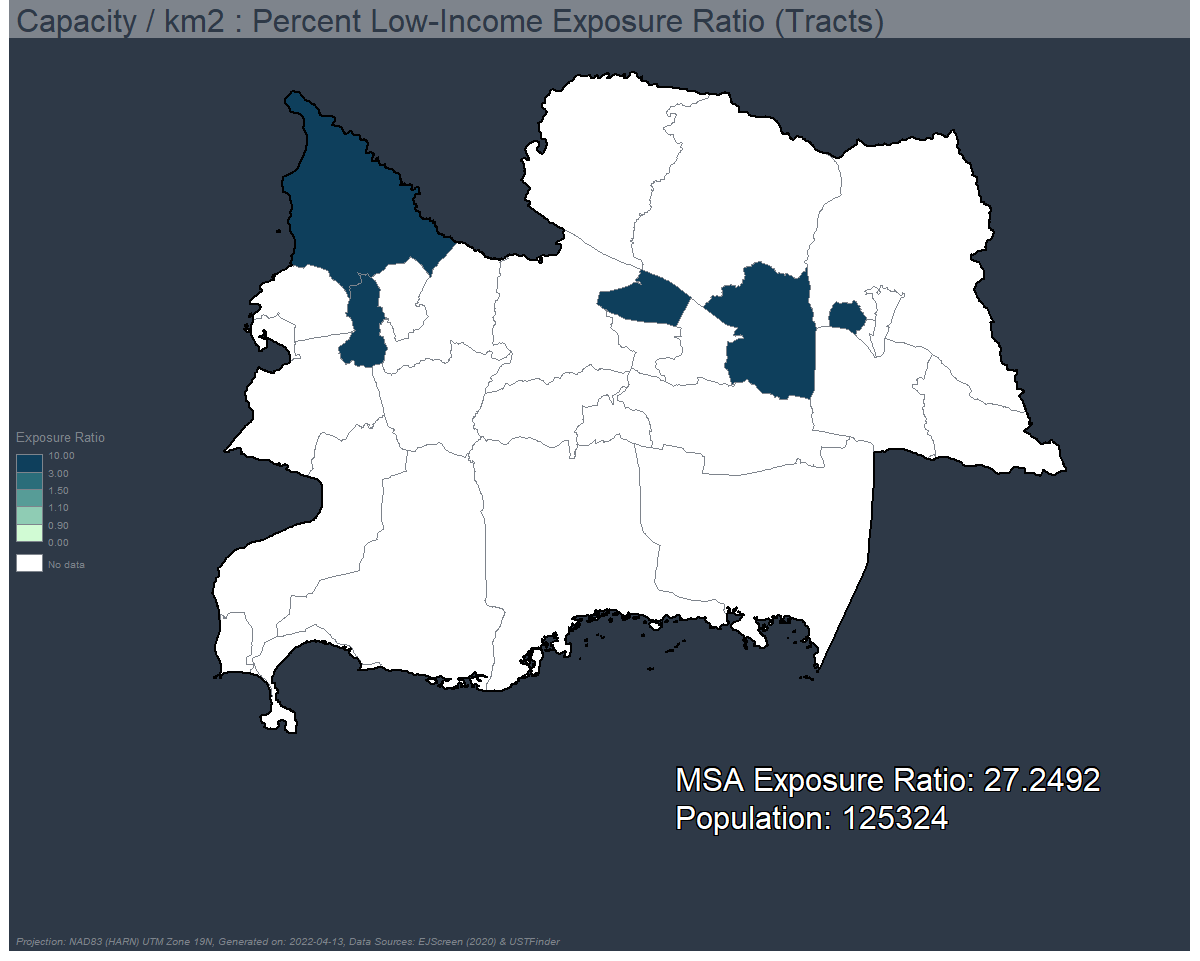 Capacity / km2 : Percent Low-Income Exposure Ratio (Tracts)
Exposure Ratio
10.00
3.00
1.50
1.10
0.90
0.00
No data
MSA Exposure Ratio: 27.2492
Population: 125324
Projection: NAD83 (HARN) UTM Zone 19N, Generated on: 2022-04-13, Data Sources: EJScreen (2020) & USTFinder